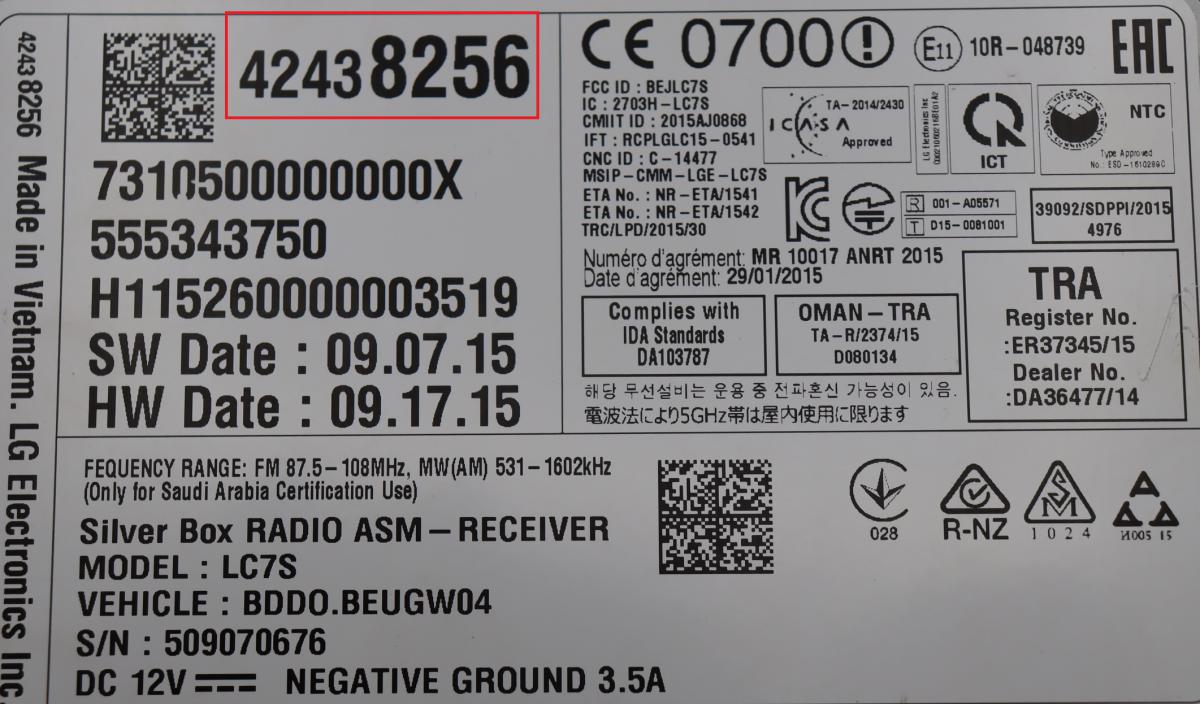 4243 8256 Made in Vietnam. LG Electronics Inc.
42438256
7310500000000X
555343750
H115260000003519
SW Date : 09.07.15
HW Date : 09.17.15
CE 0700
E11
10R-048739
EAC
FCC ID : BEJLC7S
IC : 2703H-LC7S
CMIIT ID : 2015AJ0868
IFT : RCPLGLC15-0541
CNC ID : C-14477
MSIP-CMM-LGE-LC7S
ETA No. : NR-ETA/1541
ETA No. : NR-ETA/1542
TRC/LPD/2015/30
TA-2014/2430
ICASA
Approved
LG Electronics Inc
ICT
NTC
Type Approved
No.: ESD-1510289C
R 001-A05571
T D15-0081001
39092/SDPPI/2015
4976
Numéro d'agrément: MR 10017 ANRT 2015
Date d'agrément: 29/01/2015
Complies with
IDA Standards
DA103787
OMAN-TRA
TA-R/2374/15
D080134
TRA
Register No.
:ER37345/15
Dealer No.
:DA36477/14
해당 무선설비는 운용 중 전파혼신 가능성이 있음.
電波法により5GHz帯は屋内使用に限ります
FEQUENCY RANGE: FM 87.5-108MHz, MW(AM) 531-1602kHz
(Only for Saudi Arabia Certification Use)
Silver Box RADIO ASM-RECEIVER
MODEL : LC7S
VEHICLE : BDDO.BEUGW04
S/N : 509070676
DC 12V NEGATIVE GROUND 3.5A
028
R-NZ
1024
И005 15